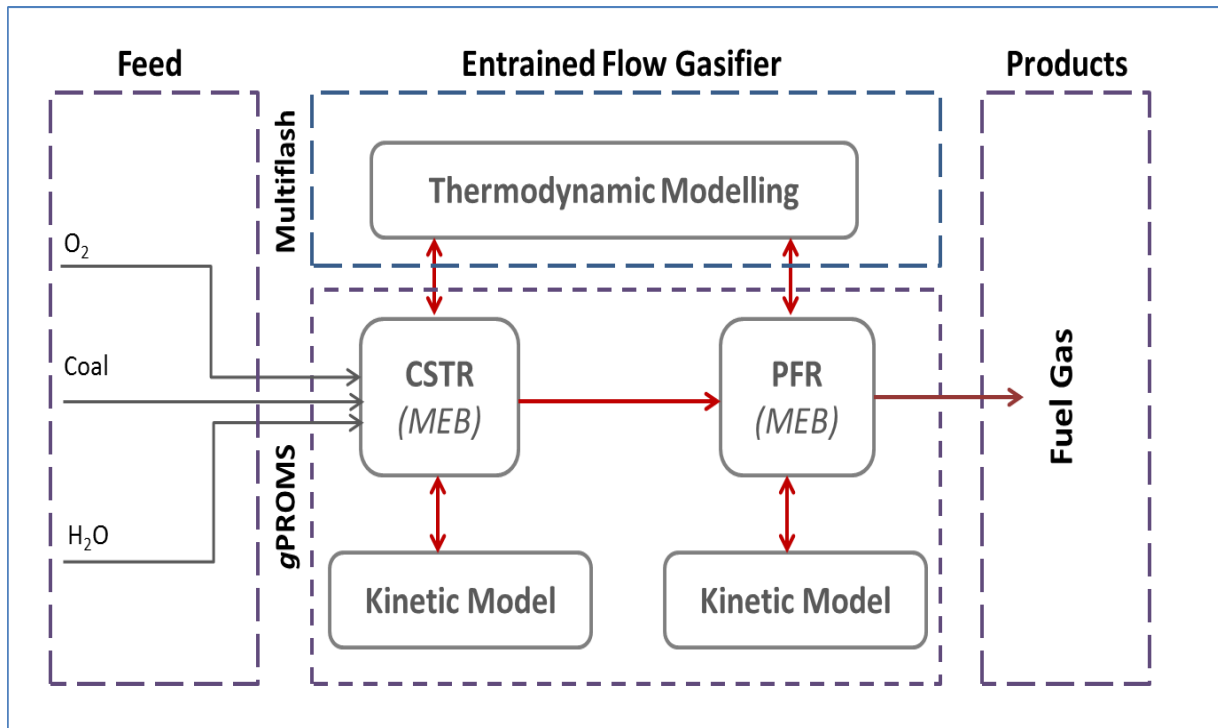 Feed
Entrained Flow Gasifier
Products
Multiflash
Thermodynamic Modelling
O₂
Coal
H₂O
gPROMS
CSTR
(MEB)
PFR
(MEB)
Kinetic Model
Kinetic Model
Fuel Gas